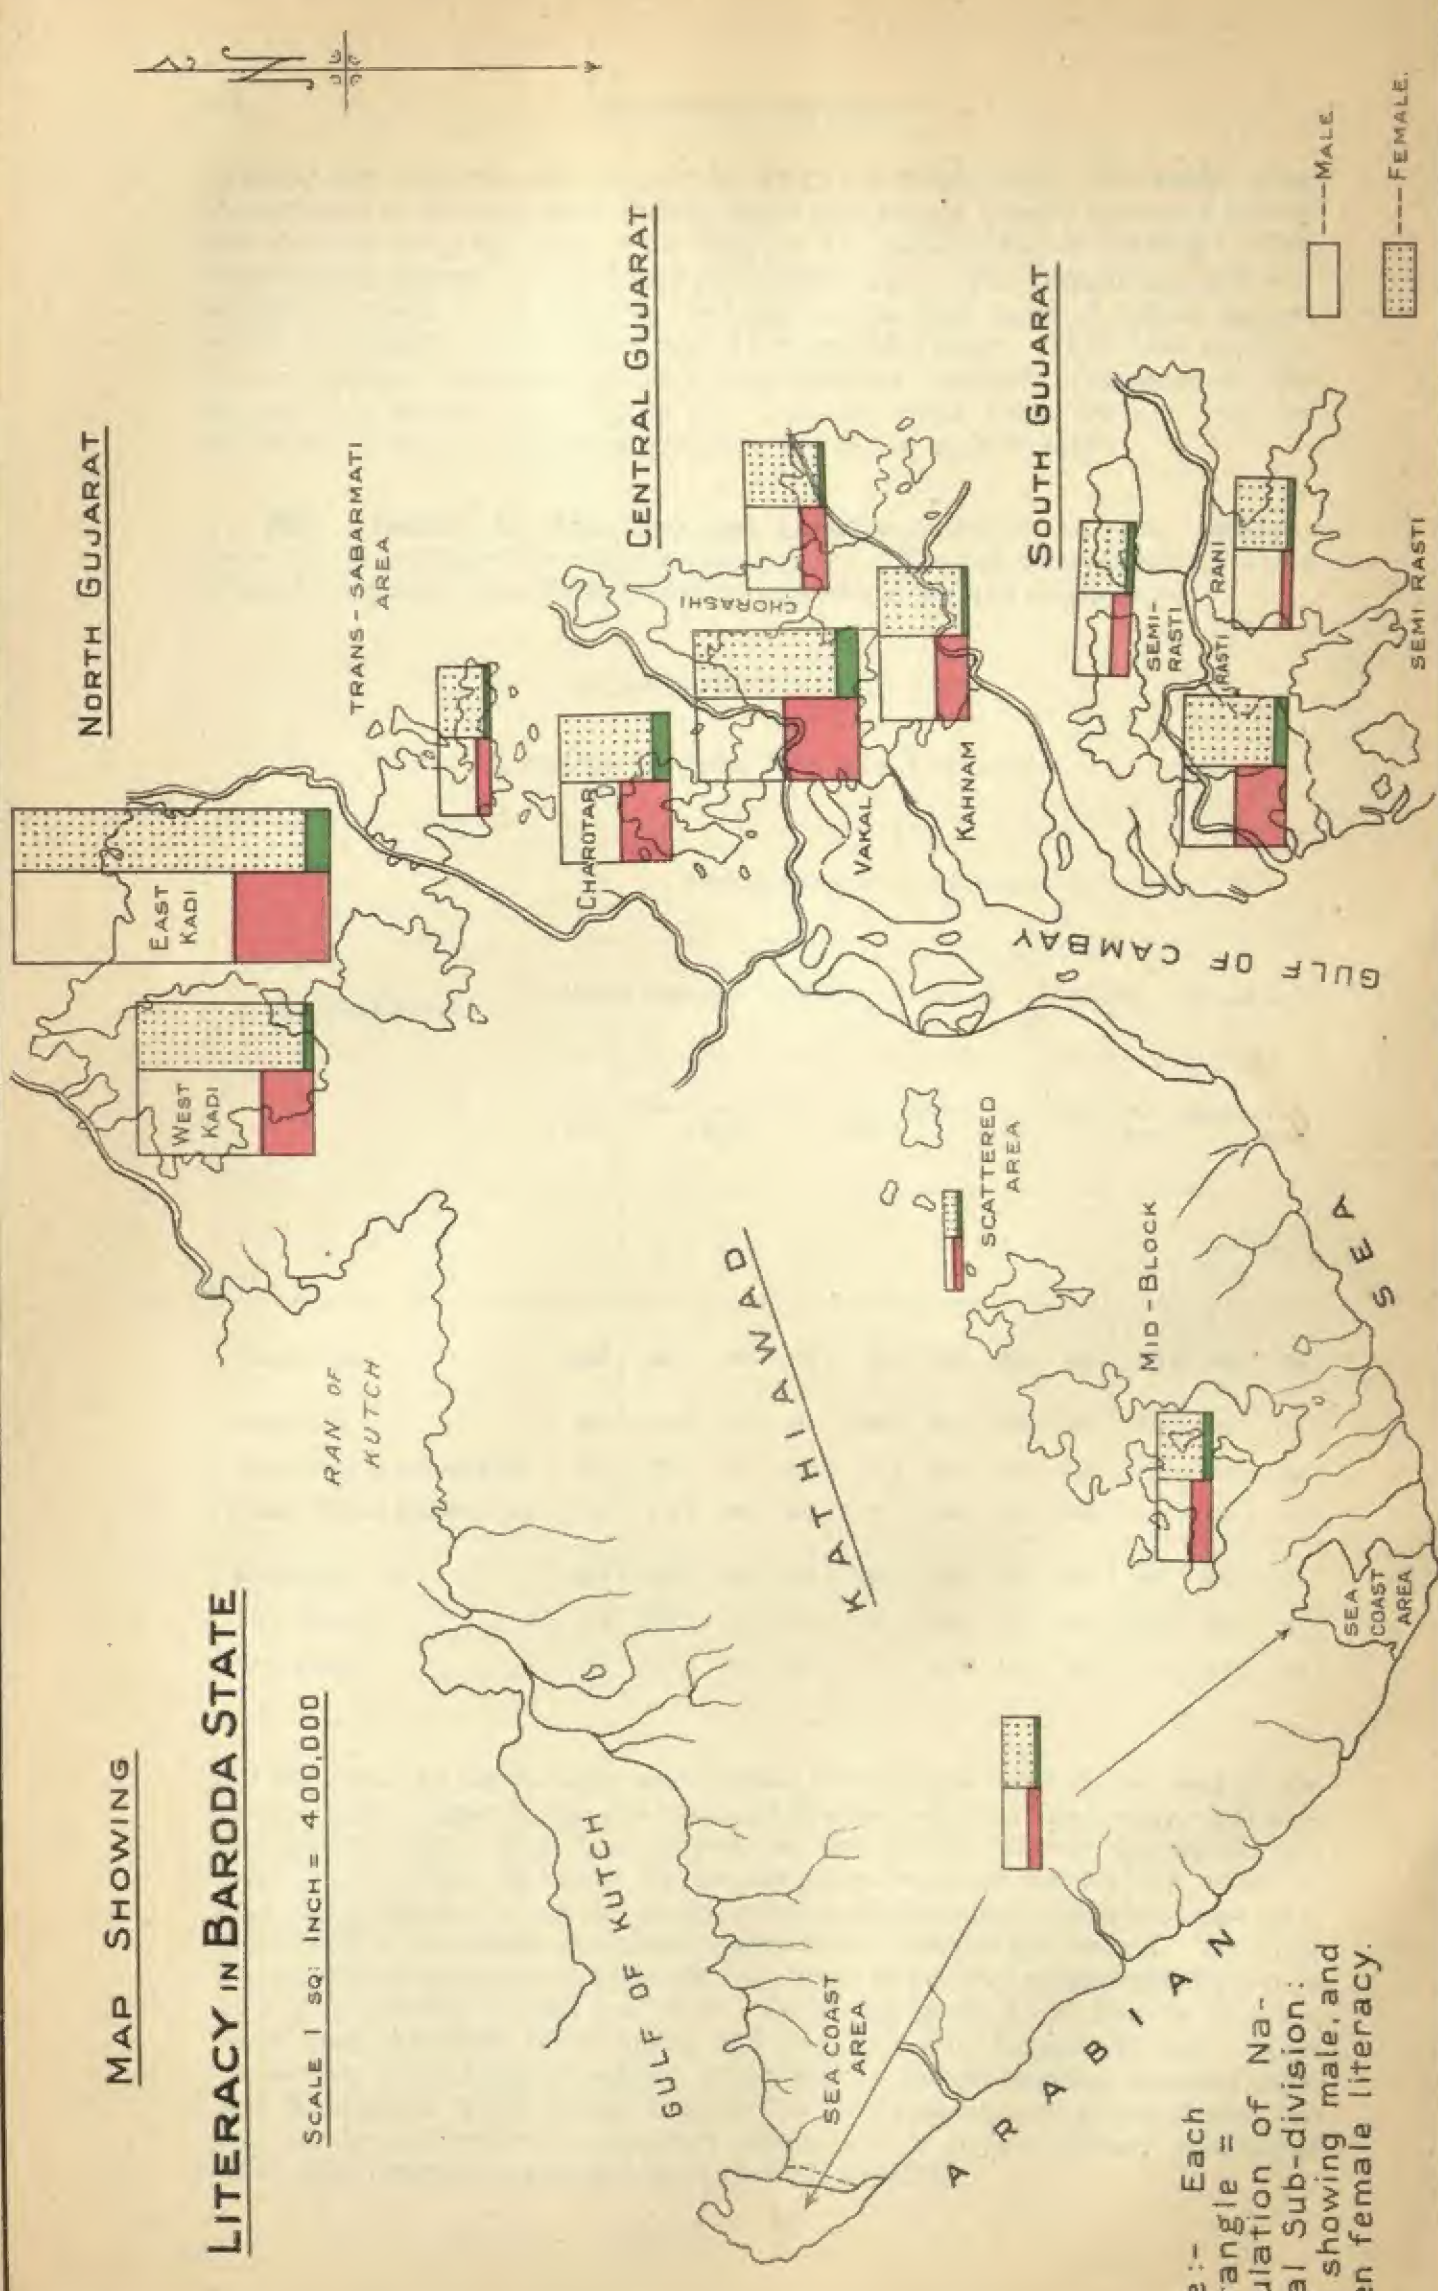 MAP SHOWING
LITERACY IN BARODA STATE
SCALE 1 SQ: INCH = 400,000
N
NORTH GUJARAT
TRANS - SABARMATI
AREA
EAST
KADI
WEST
KADI
RAN OF
KUTCH
CENTRAL GUJARAT
CHORASHI
CHAROTAR
VAKAL
KAHNAM
SOUTH GUJARAT
SEMI-
RASTI
RASTI
RANI
SEMI RASTI
GULF OF CAMBAY
KATHIAWAD
SCATTERED
AREA
MID-BLOCK
SEA
COAST
AREA
GULF OF KUTCH
SEA COAST
AREA
ARABIAN SEA
---MALE.
---FEMALE.
:- Each
angle =
ulation of Na-
al Sub-division:
showing male, and
en female literacy.